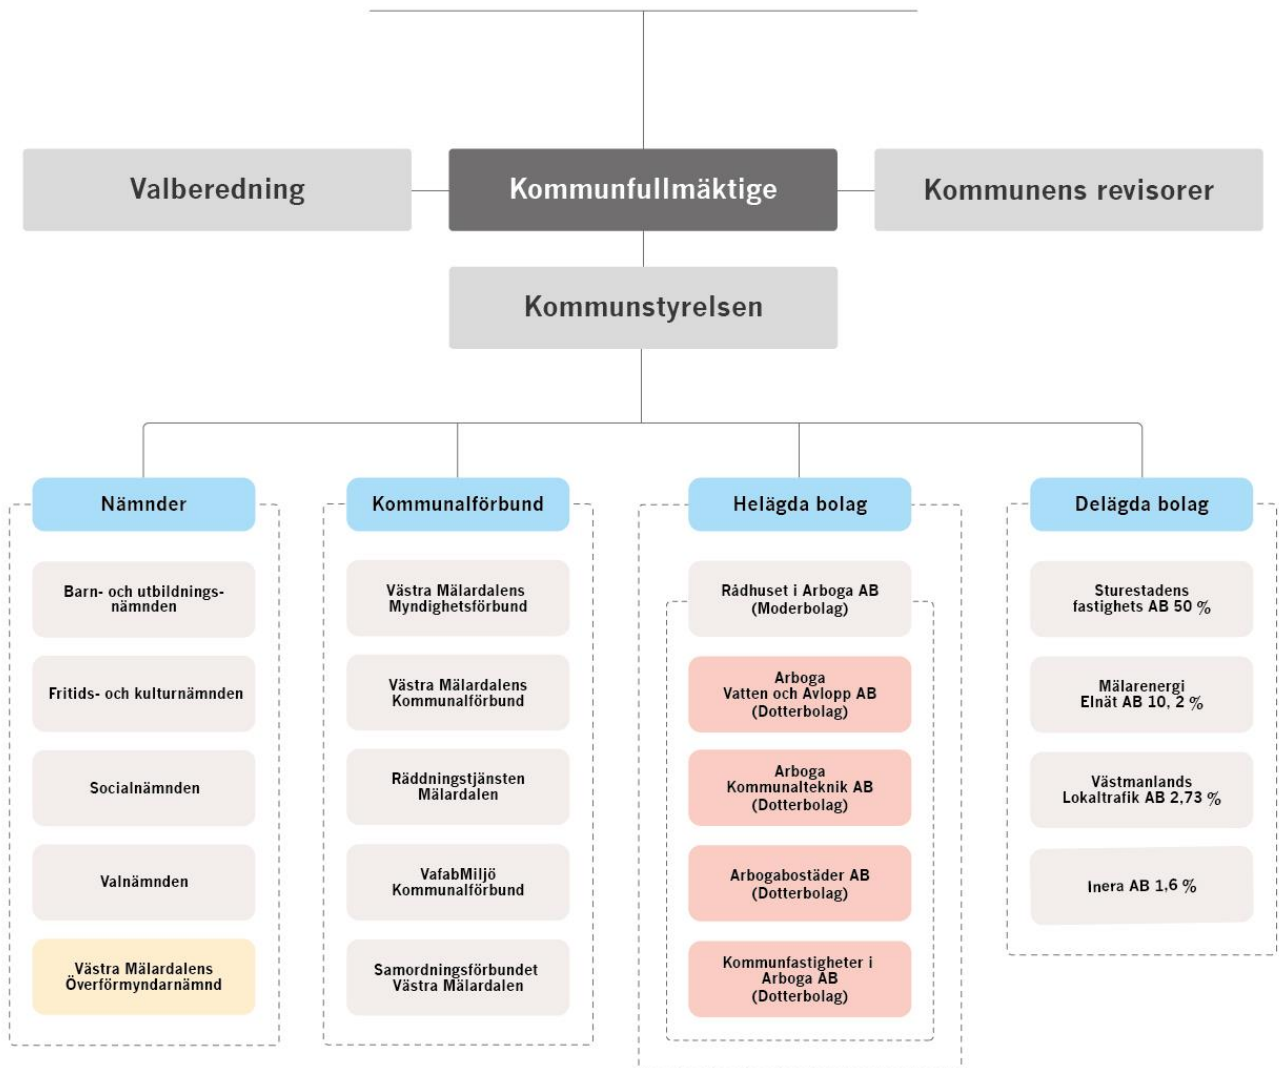 Valberedning
Kommunfullmäktige
Kommunens revisorer
Kommunstyrelsen
Nämnder
Barn- och utbildnings-
nämnden
Fritids- och kulturnämnden
Socialnämnden
Valnämnden
Västra Mälardalens
Överförmyndarnämnd
Kommunalförbund
Västra Mälardalens
Myndighetsförbund
Västra Mälardalens
Kommunalförbund
Räddningstjänsten
Mälardalen
VafabMiljö
Kommunalförbund
Samordningsförbundet
Västra Mälardalen
Helägda bolag
Rådhuset i Arboga AB
(Moderbolag)
Arboga
Vatten och Avlopp AB
(Dotterbolag)
Arboga
Kommunalteknik AB
(Dotterbolag)
Arbogabostäder AB
(Dotterbolag)
Kommunfastigheter i
Arboga AB
(Dotterbolag)
Delägda bolag
Sturestadens
fastighets AB 50 %
Mälarenergi
Elnät AB 10, 2 %
Västmanlands
Lokaltrafik AB 2,73 %
Inera AB 1,6 %